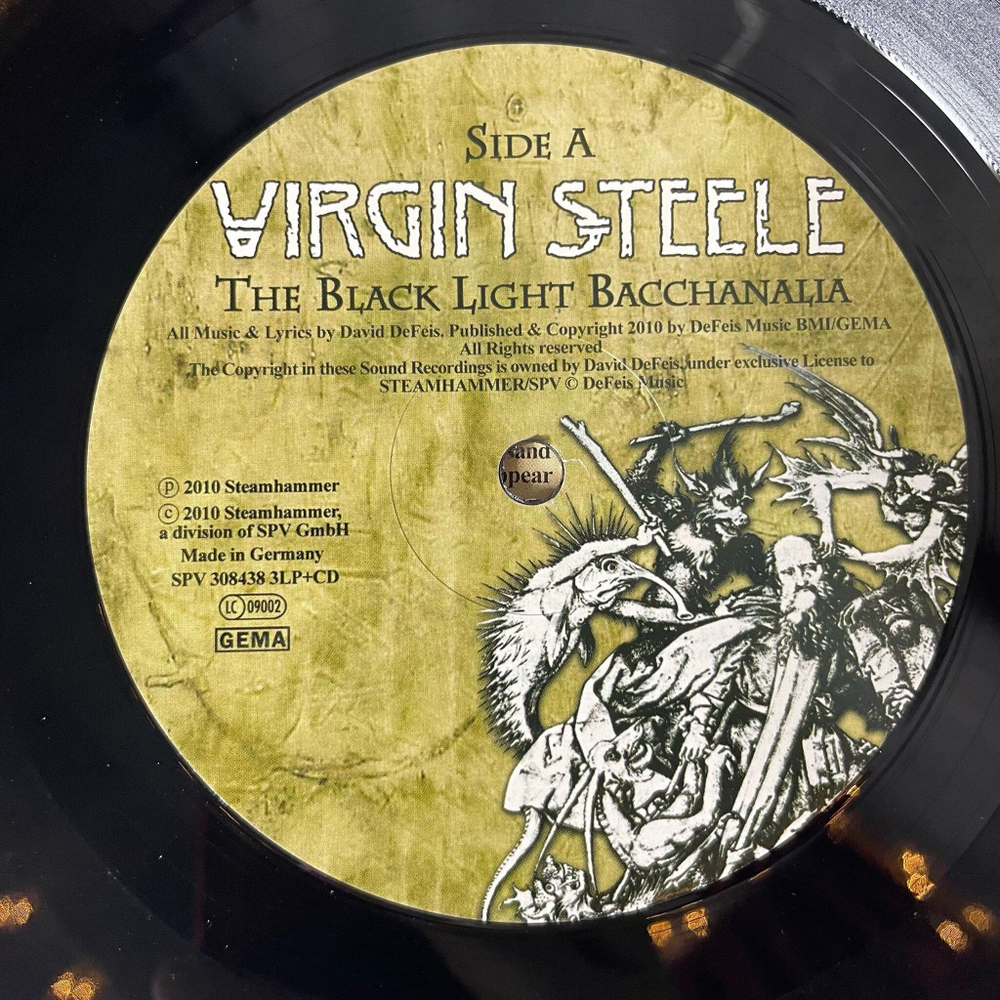 SIDE A
VIRGIN STEELE
THE BLACK LIGHT BACCHANALIA
All Music & Lyrics by David DeFeis. Published & Copyright 2010 by DeFeis Music BMI/GEMA
All Rights reserved
The Copyright in these Sound Recordings is owned by David DeFeis, under exclusive License to
STEAMHAMMER/SPV © DeFeis Music
sand
pear
℗ 2010 Steamhammer
© 2010 Steamhammer,
a division of SPV GmbH
Made in Germany
SPV 308438 3LP+CD
LC 09002
GEMA